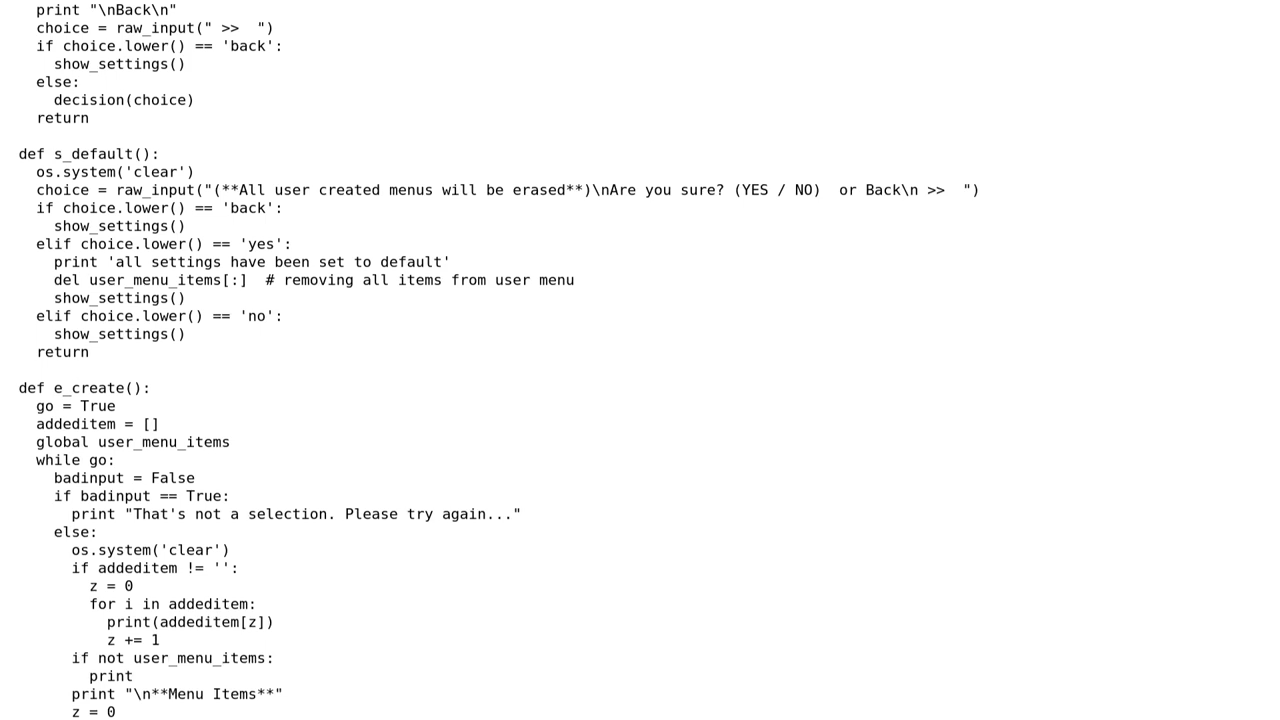 print "\nBack\n"
  choice = raw_input(" >>  ")
  if choice.lower() == 'back':
    show_settings()
  else:
    decision(choice)
  return

def s_default():
  os.system('clear')
  choice = raw_input("(**All user created menus will be erased**)\nAre you sure? (YES / NO)  or Back\n >>  ")
  if choice.lower() == 'back':
    show_settings()
  elif choice.lower() == 'yes':
    print 'all settings have been set to default'
    del user_menu_items[:]  # removing all items from user menu
    show_settings()
  elif choice.lower() == 'no':
    show_settings()
  return

def e_create():
  go = True
  addeditem = []
  global user_menu_items
  while go:
    badinput = False
    if badinput == True:
      print "That's not a selection. Please try again..."
    else:
      os.system('clear')
      if addeditem != '':
        z = 0
        for i in addeditem:
          print(addeditem[z])
          z += 1
      if not user_menu_items:
        print
      print "\n**Menu Items**"
      z = 0